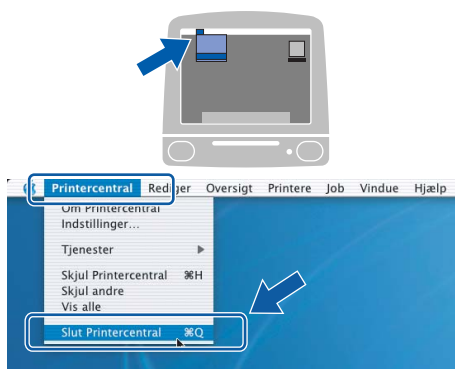 Printercentral Rediger Oversigt Printere Job Vindue Hjælp
Om Printercentral
Indstillinger...
Tjenester
Skjul Printercentral ⌘H
Skjul andre
Vis alle
Slut Printercentral ⌘Q